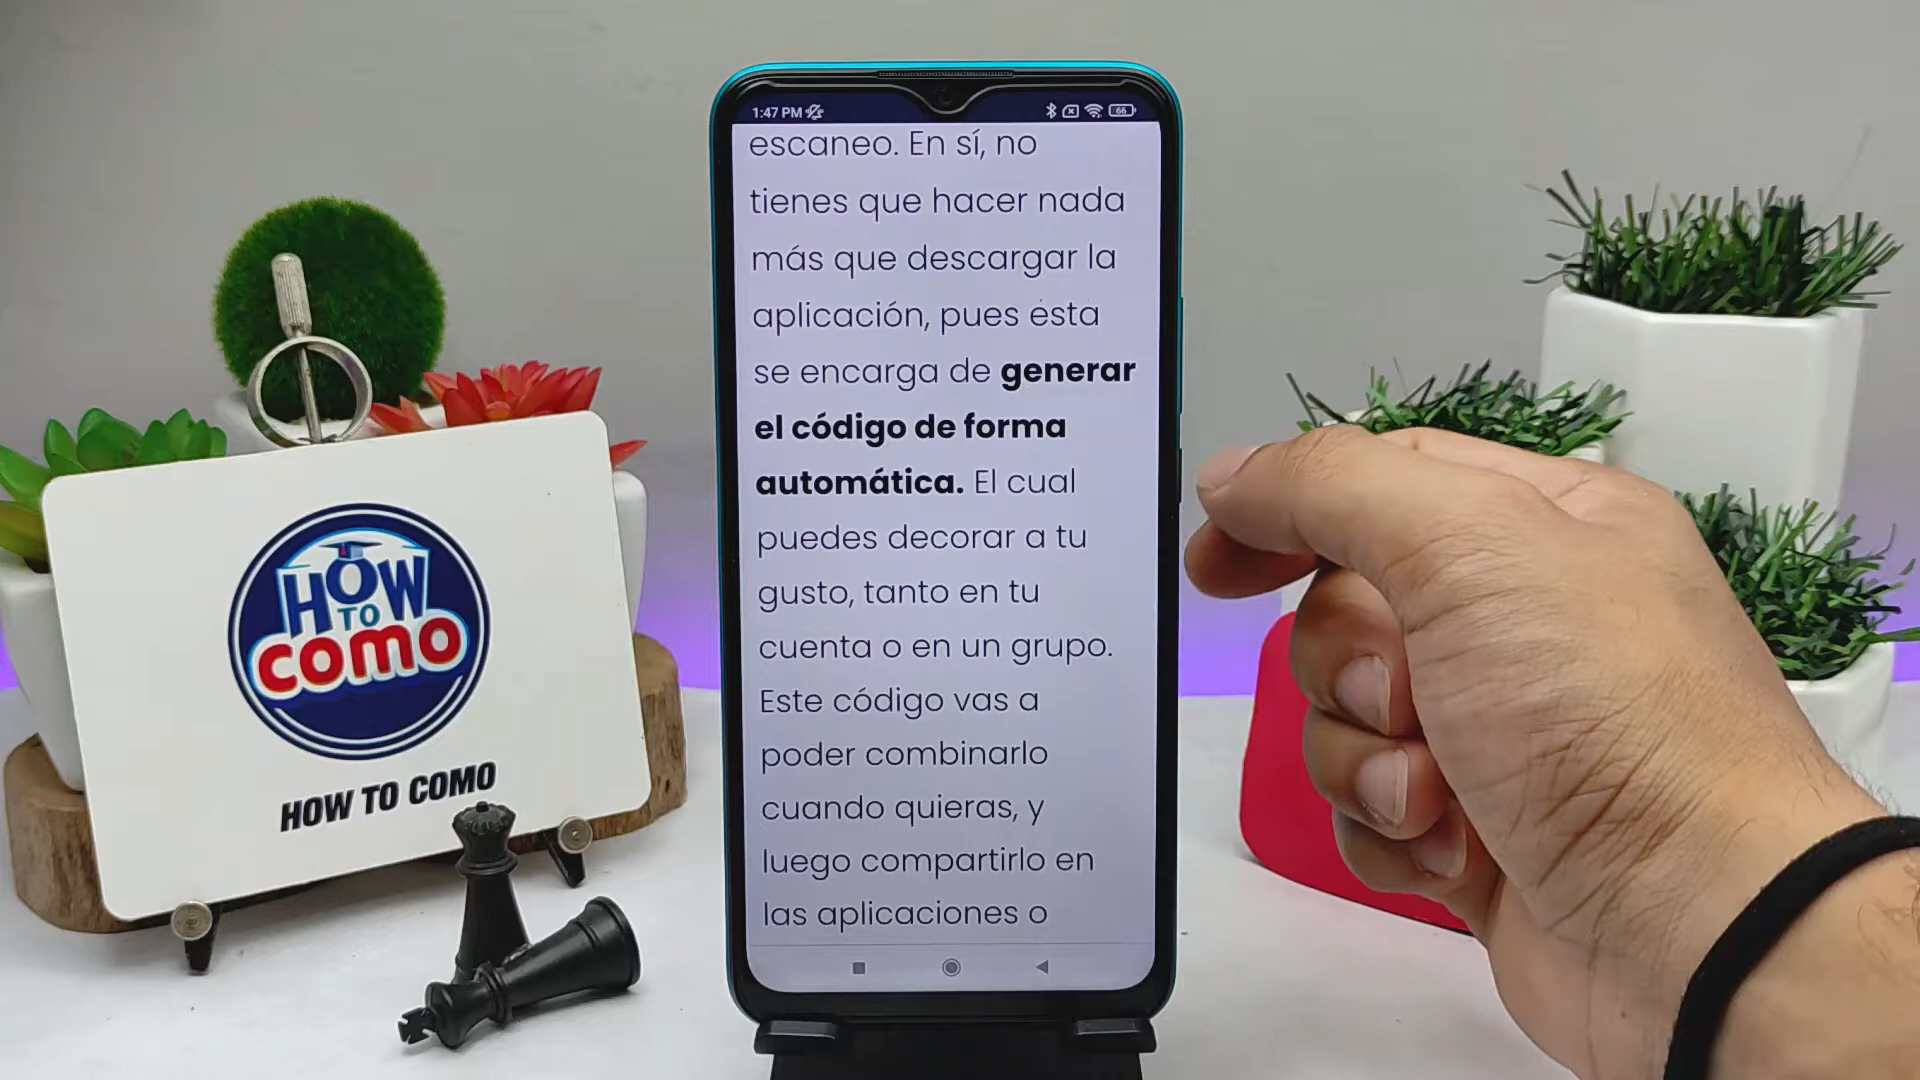 1:47 PM
66
escaneo. En sí, no
tienes que hacer nada
más que descargar la
aplicación, pues esta
se encarga de generar
el código de forma
automática. El cual
puedes decorar a tu
gusto, tanto en tu
cuenta o en un grupo.
Este código vas a
poder combinarlo
cuando quieras, y
luego compartirlo en
las aplicaciones o
HOW
TO
como
HOW TO COMO